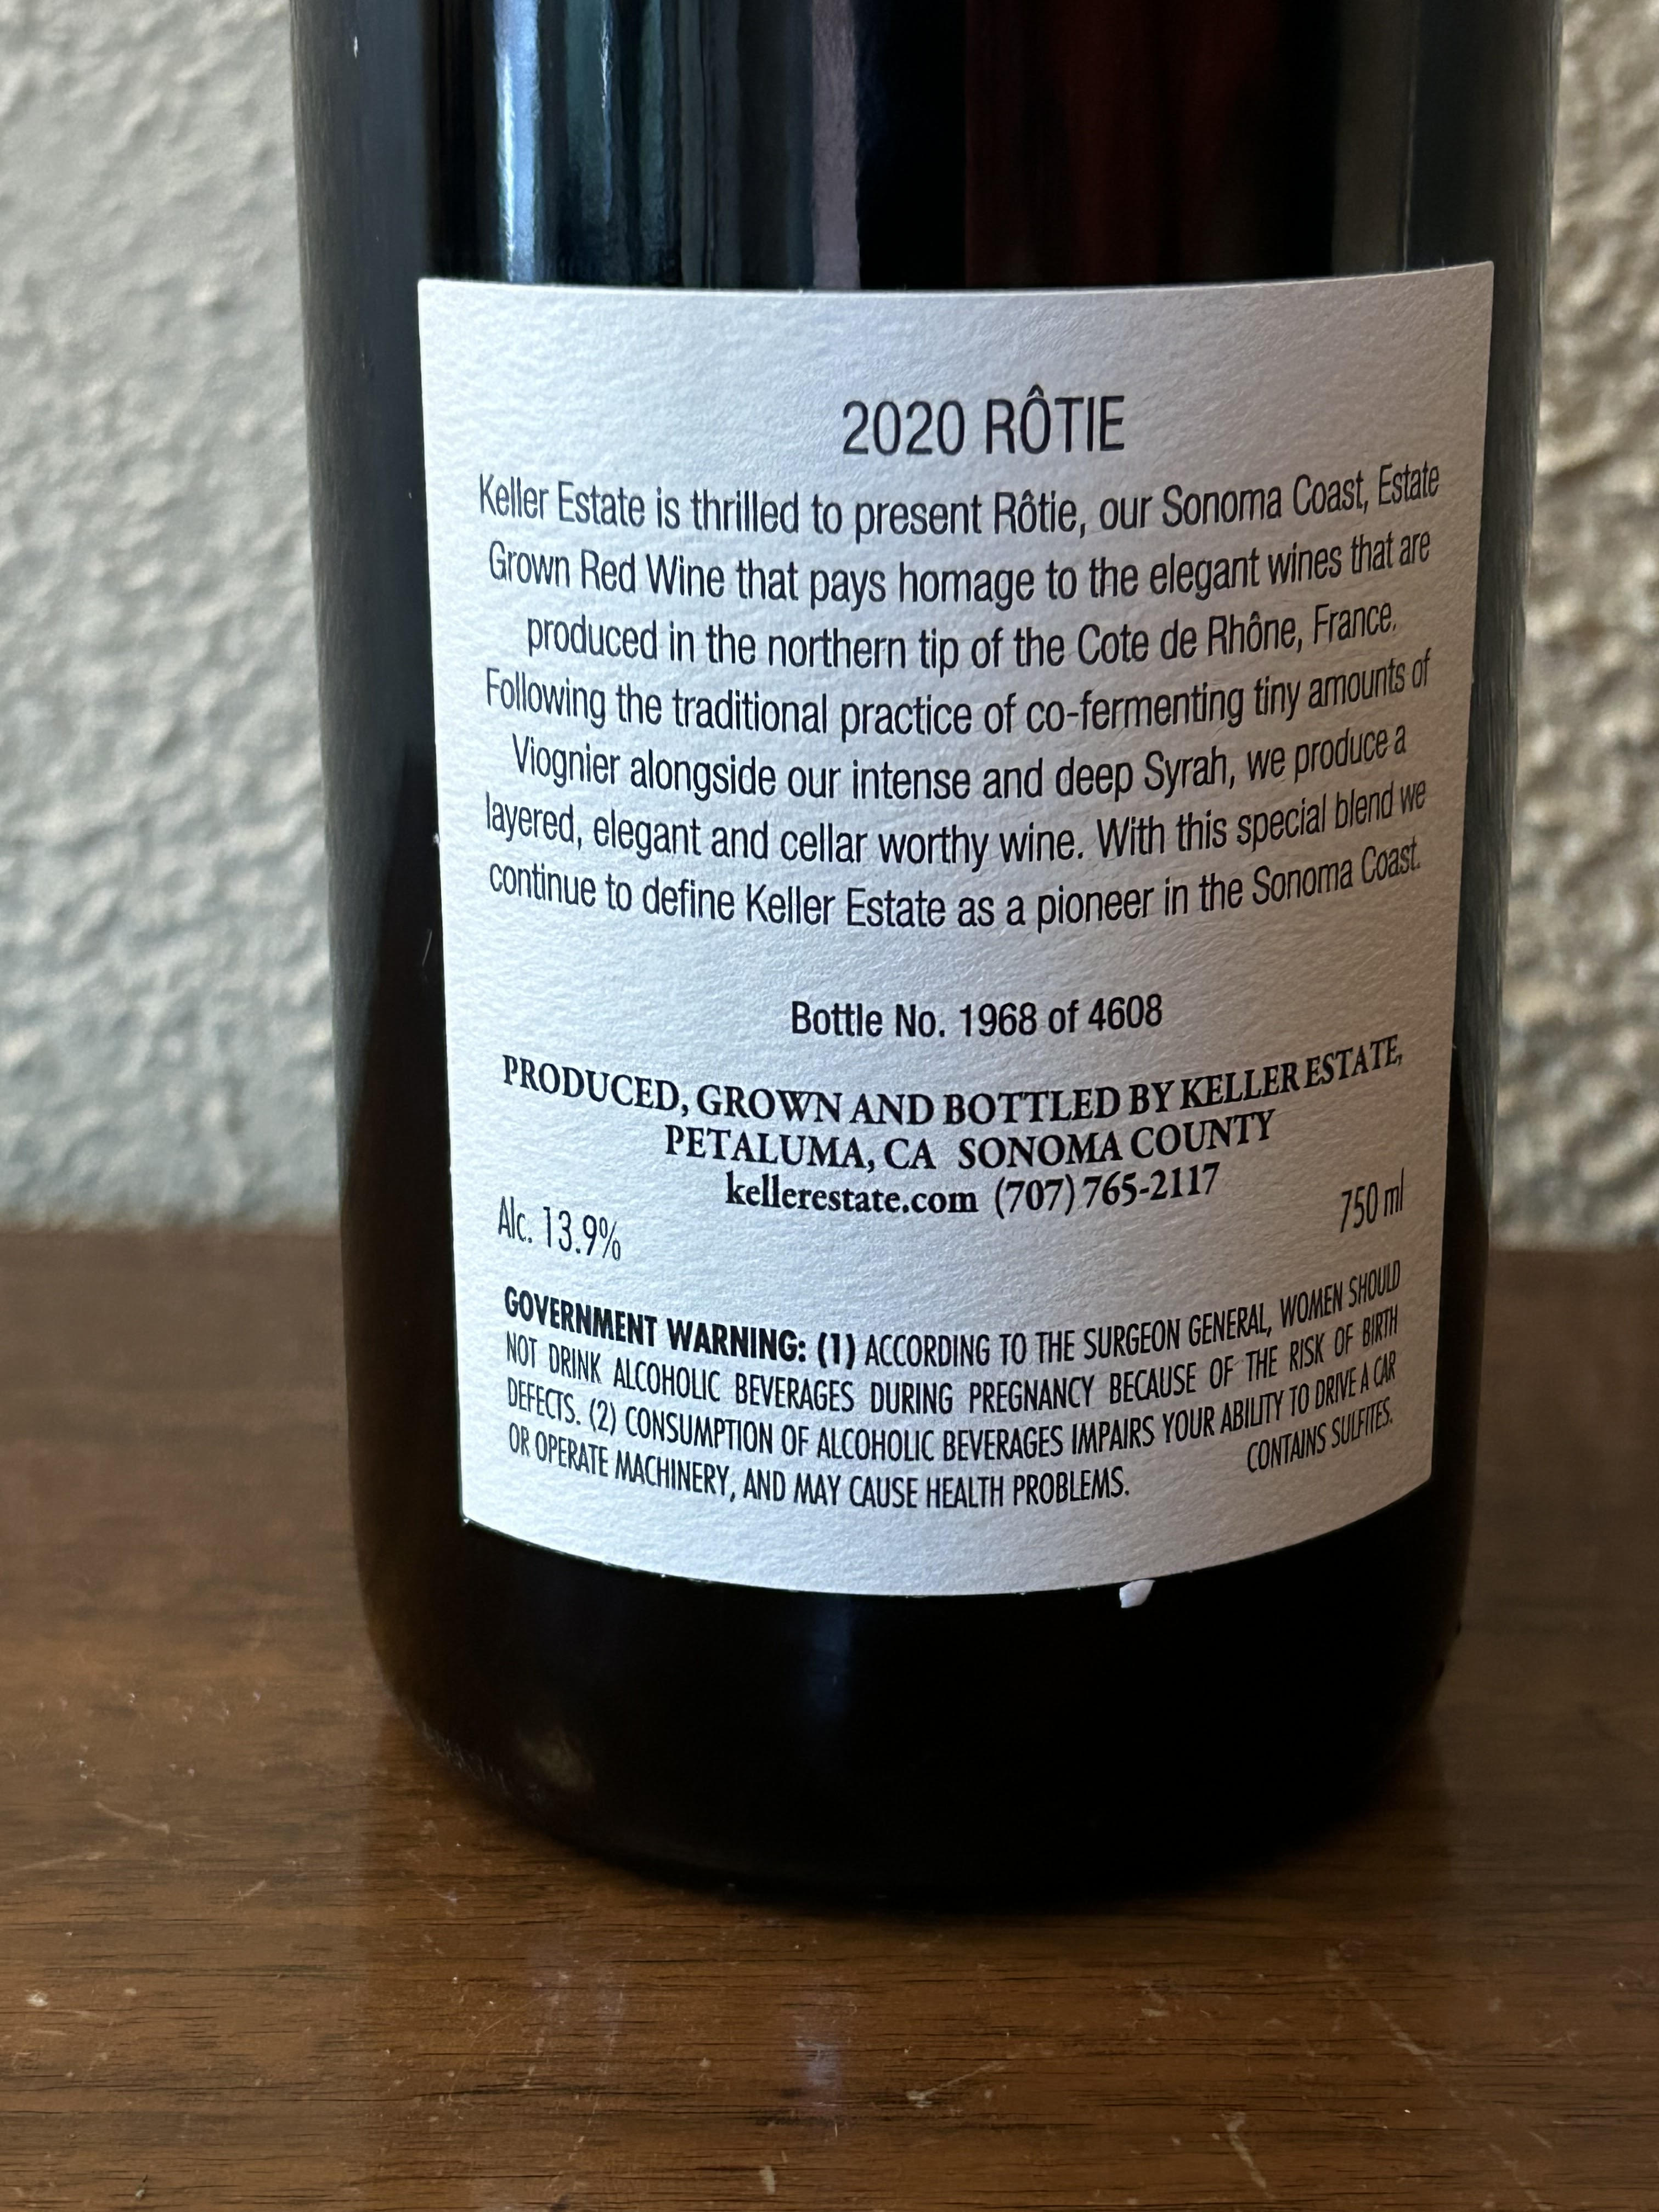 2020 RÔTIE
Keller Estate is thrilled to present Rôtie, our Sonoma Coast, Estate
Grown Red Wine that pays homage to the elegant wines that are
produced in the northern tip of the Cote de Rhône, France.
Following the traditional practice of co-fermenting tiny amounts of
Viognier alongside our intense and deep Syrah, we produce a
layered, elegant and cellar worthy wine. With this special blend we
continue to define Keller Estate as a pioneer in the Sonoma Coast.
Bottle No. 1968 of 4608
PRODUCED, GROWN AND BOTTLED BY KELLER ESTATE,
PETALUMA, CA SONOMA COUNTY
kellerestate.com (707) 765-2117
Alc. 13.9% 750 ml
GOVERNMENT WARNING: (1) ACCORDING TO THE SURGEON GENERAL, WOMEN SHOULD
NOT DRINK ALCOHOLIC BEVERAGES DURING PREGNANCY BECAUSE OF THE RISK OF BIRTH
DEFECTS. (2) CONSUMPTION OF ALCOHOLIC BEVERAGES IMPAIRS YOUR ABILITY TO DRIVE A CAR
OR OPERATE MACHINERY, AND MAY CAUSE HEALTH PROBLEMS. CONTAINS SULFITES.